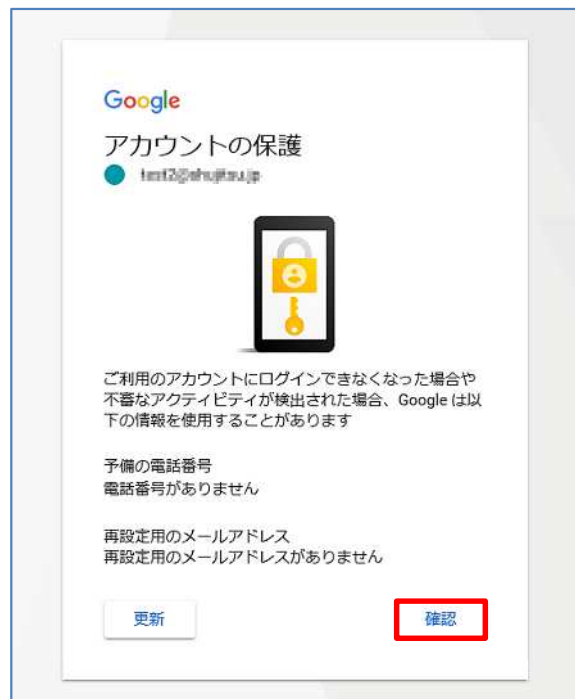 Google
アカウントの保護
ご利用のアカウントにログインできなくなった場合や
不審なアクティビティが検出された場合、Google は以
下の情報を使用することがあります
予備の電話番号
電話番号がありません
再設定用のメールアドレス
再設定用のメールアドレスがありません
更新
確認